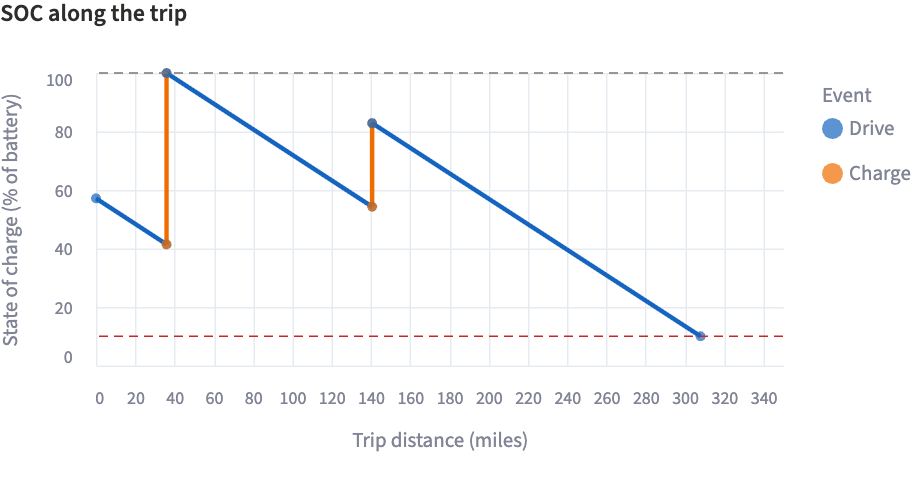 SOC along the trip
State of charge (% of battery)
100
80
60
40
20
0
0 20 40 60 80 100 120 140 160 180 200 220 240 260 280 300 320 340
Trip distance (miles)
Event
Drive
Charge